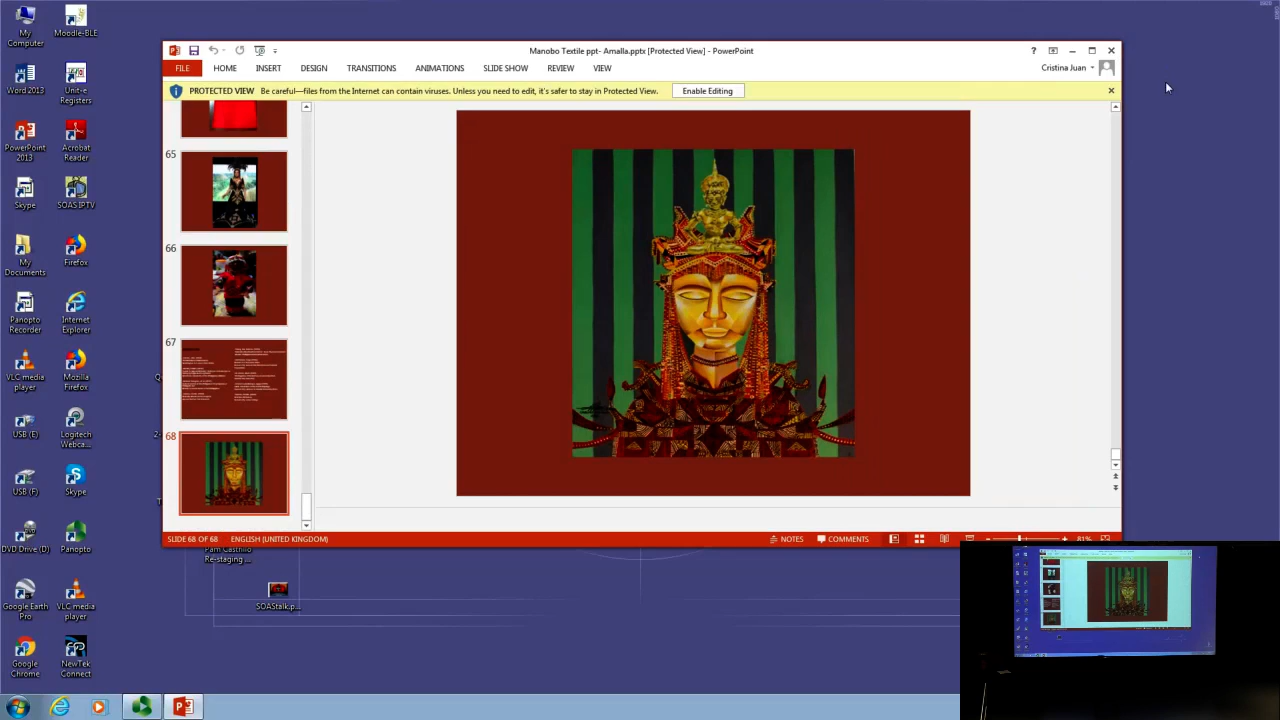 My
Computer
Moodle-BLE
Word 2013
Unit-e
Registers
PowerPoint
2013
Acrobat
Reader
Skype
SOAS IPTV
My
Documents
Firefox
Panopto
Recorder
Internet
Explorer
VLC media
player
Mozilla
Firefox
USB (E)
Logitech
Webca...
USB (F)
Skype
DVD Drive (D)
Panopto
Google Earth
Pro
VLC media
player
Google
Chrome
NewTek
Connect
Manobo Textile ppt- Amalla.pptx [Protected View] - PowerPoint
FILE HOME INSERT DESIGN TRANSITIONS ANIMATIONS SLIDE SHOW REVIEW VIEW
Cristina Juan
PROTECTED VIEW Be careful—files from the Internet can contain viruses. Unless you need to edit, it's safer to stay in Protected View. Enable Editing
65
66
67
68
SLIDE 68 OF 68 ENGLISH (UNITED KINGDOM) NOTES COMMENTS 81%
Pam Castrillo
Re-staging ...
SOAStalk.p...